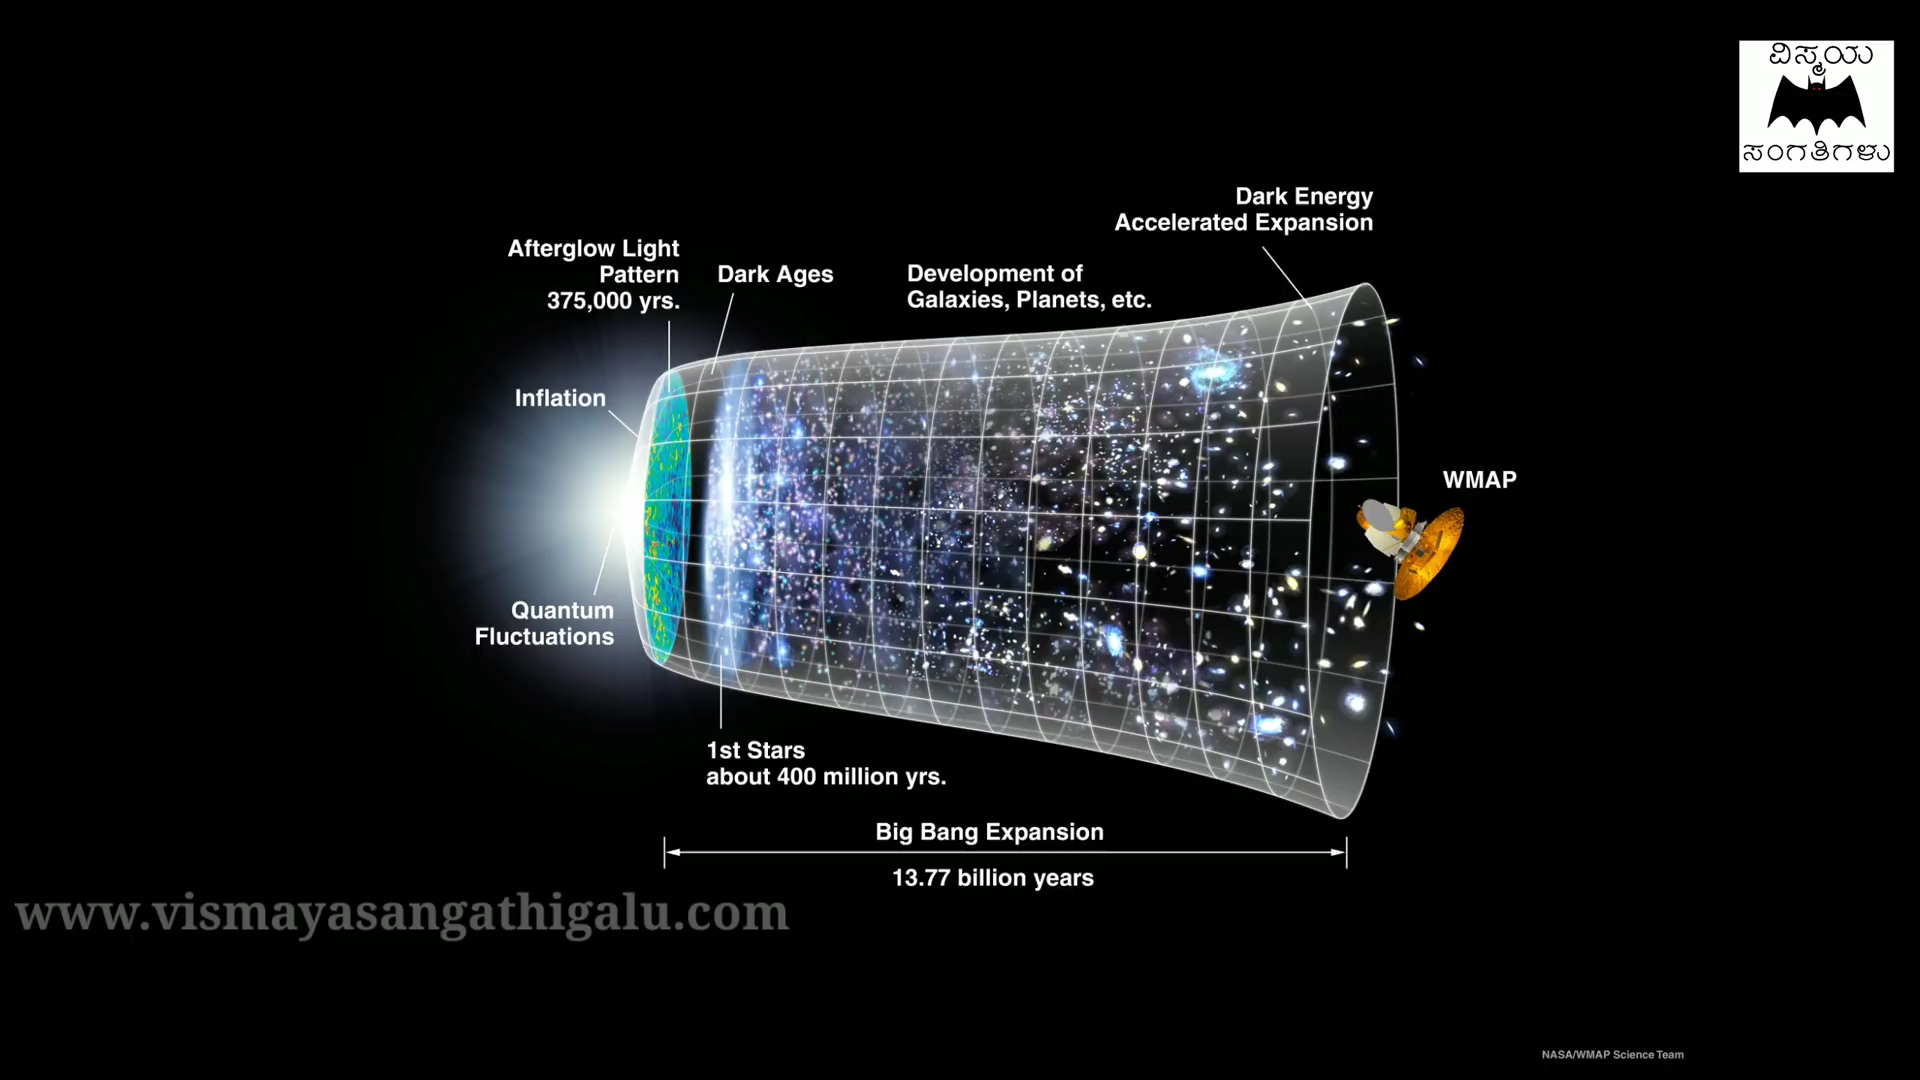 ವಿಸ್ಮಯ
ಸಂಗತಿಗಳು
Dark Energy
Accelerated Expansion
Afterglow Light
Pattern
375,000 yrs.
Dark Ages
Development of
Galaxies, Planets, etc.
Inflation
WMAP
Quantum
Fluctuations
1st Stars
about 400 million yrs.
Big Bang Expansion
13.77 billion years
www.vismayasangathigalu.com
NASA/WMAP Science Team